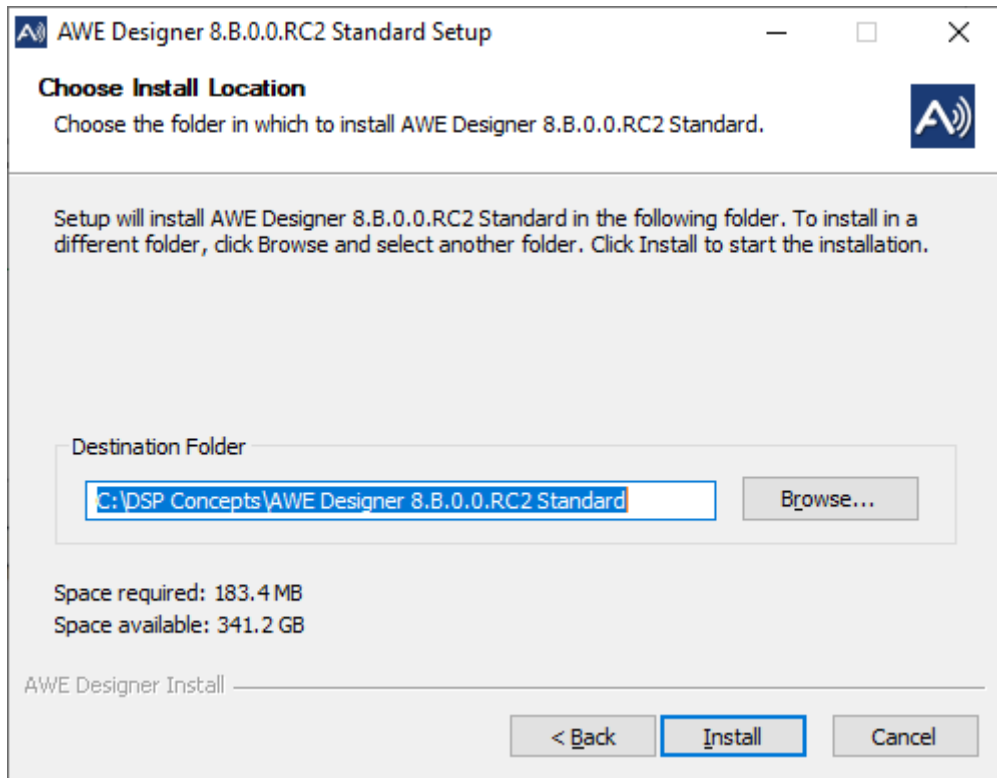 AWE Designer 8.B.0.0.RC2 Standard Setup
Choose Install Location
Choose the folder in which to install AWE Designer 8.B.0.0.RC2 Standard.
Setup will install AWE Designer 8.B.0.0.RC2 Standard in the following folder. To install in a
different folder, click Browse and select another folder. Click Install to start the installation.
Destination Folder
C:\DSP Concepts\AWE Designer 8.B.0.0.RC2 Standard
Browse...
Space required: 183.4 MB
Space available: 341.2 GB
AWE Designer Install
< Back
Install
Cancel